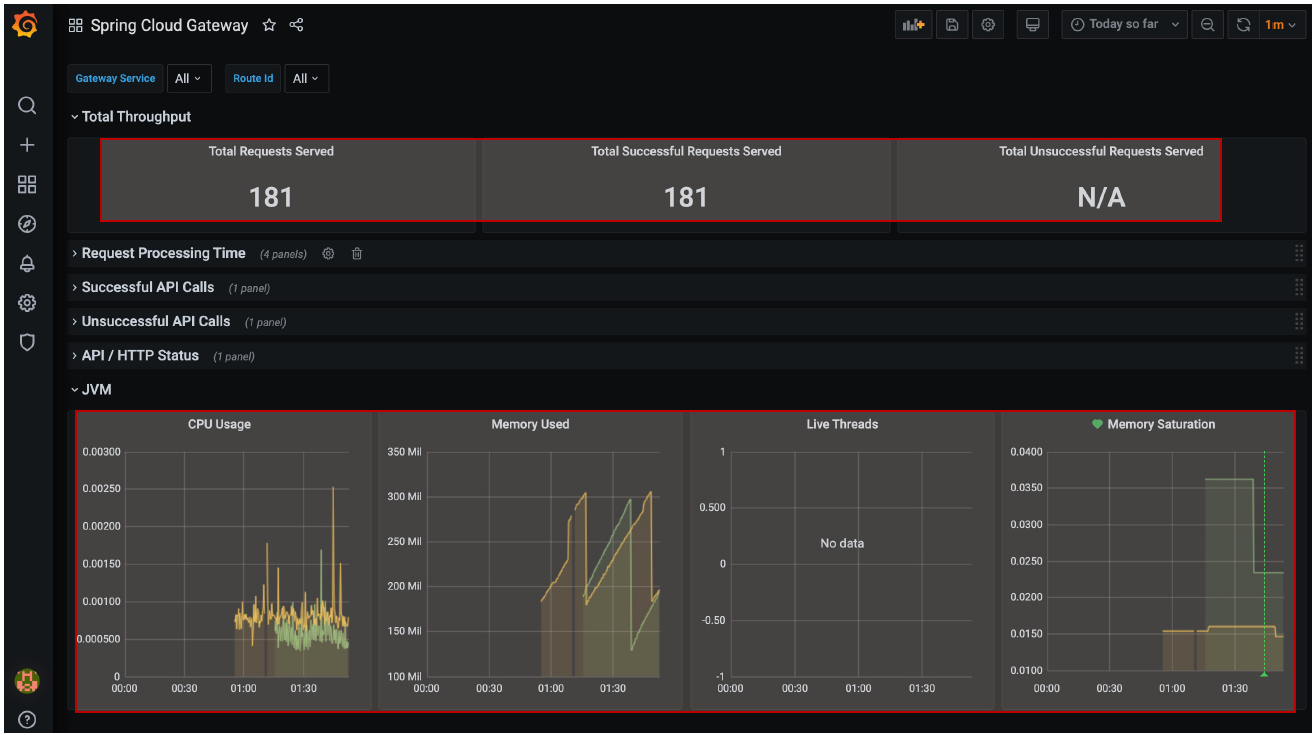 Spring Cloud Gateway
Today so far
1m
Gateway Service All Route Id All
Total Throughput
Total Requests Served
181
Total Successful Requests Served
181
Total Unsuccessful Requests Served
N/A
Request Processing Time (4 panels)
Successful API Calls (1 panel)
Unsuccessful API Calls (1 panel)
API / HTTP Status (1 panel)
JVM
CPU Usage
0.00300
0.00250
0.00200
0.00150
0.00100
0.000500
0
00:00 00:30 01:00 01:30
Memory Used
350 Mil
300 Mil
250 Mil
200 Mil
150 Mil
100 Mil
00:00 00:30 01:00 01:30
Live Threads
1
0.500
0
-0.50
-1
No data
00:00 00:30 01:00 01:30
Memory Saturation
0.0400
0.0350
0.0300
0.0250
0.0200
0.0150
0.0100
00:00 00:30 01:00 01:30